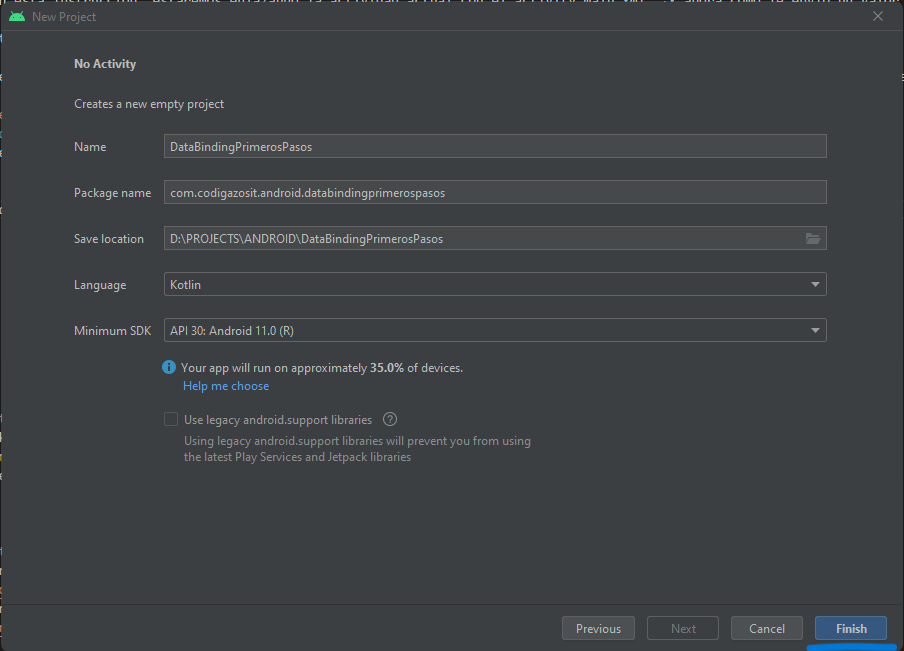 New Project
No Activity
Creates a new empty project
Name DataBindingPrimerosPasos
Package name com.codigazosit.android.databindingprimerospasos
Save location D:\PROJECTS\ANDROID\DataBindingPrimerosPasos
Language Kotlin
Minimum SDK API 30: Android 11.0 (R)
Your app will run on approximately 35.0% of devices.
Help me choose
Use legacy android.support libraries ?
Using legacy android.support libraries will prevent you from using
the latest Play Services and Jetpack libraries
Previous Next Cancel Finish